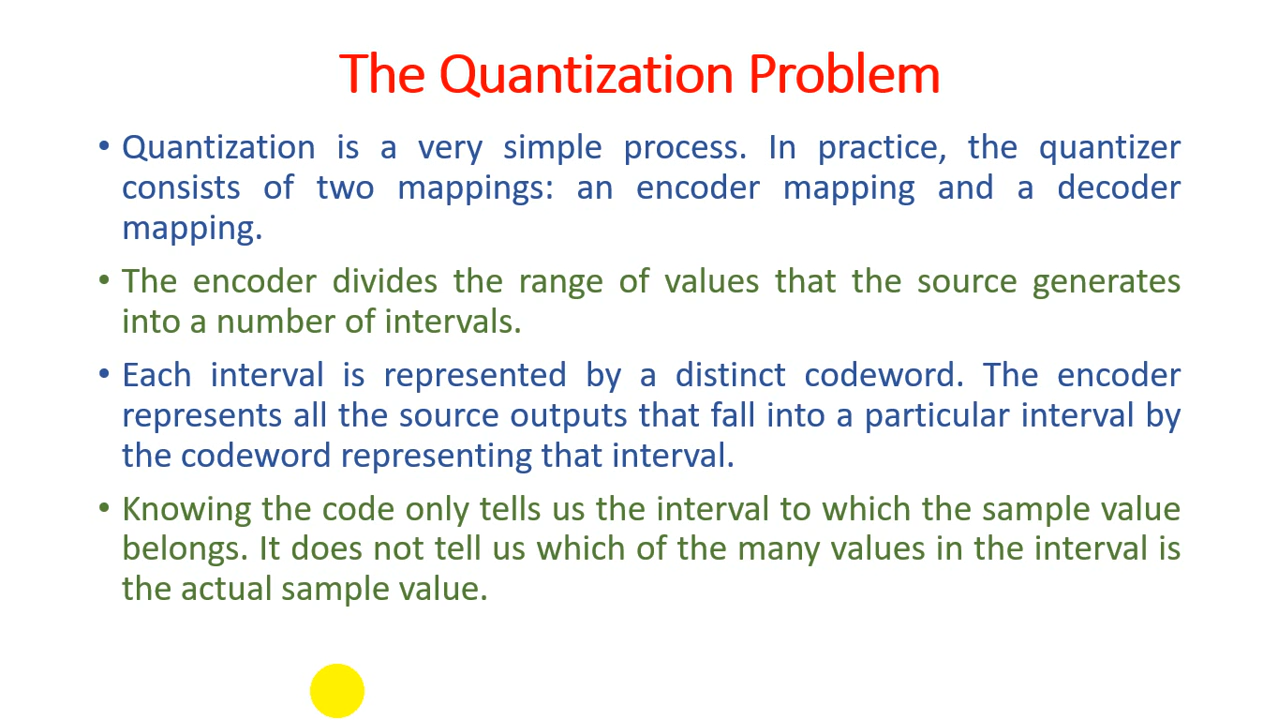 The Quantization Problem
• Quantization is a very simple process. In practice, the quantizer
consists of two mappings: an encoder mapping and a decoder
mapping.
• The encoder divides the range of values that the source generates
into a number of intervals.
• Each interval is represented by a distinct codeword. The encoder
represents all the source outputs that fall into a particular interval by
the codeword representing that interval.
• Knowing the code only tells us the interval to which the sample value
belongs. It does not tell us which of the many values in the interval is
the actual sample value.